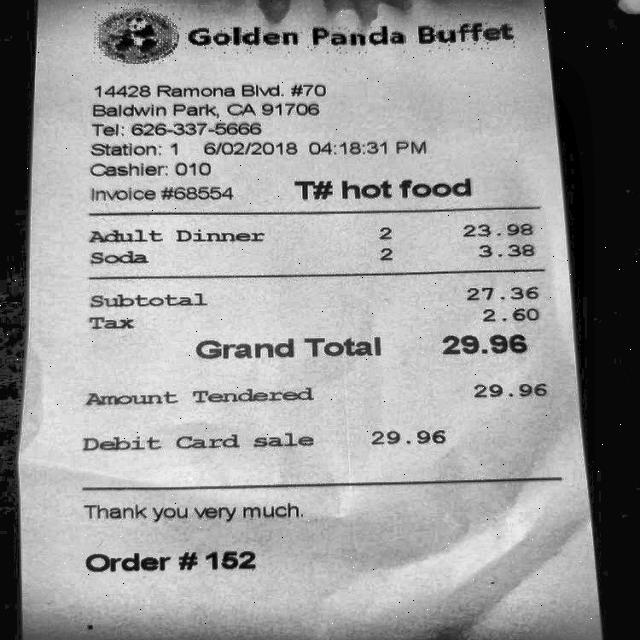 Golden Panda Buffet
14428 Ramona Blvd. #70
Baldwin Park, CA 91706
Tel: 626-337-5666
Station: 1 6/02/2018 04:18:31 PM
Cashier: 010
Invoice #68554 T# hot food
Adult Dinner 2 23.98
Soda 2 3.38
Subtotal 27.36
Tax 2.60
Grand Total 29.96
Amount Tendered 29.96
Debit Card sale 29.96
Thank you very much.
Order # 152